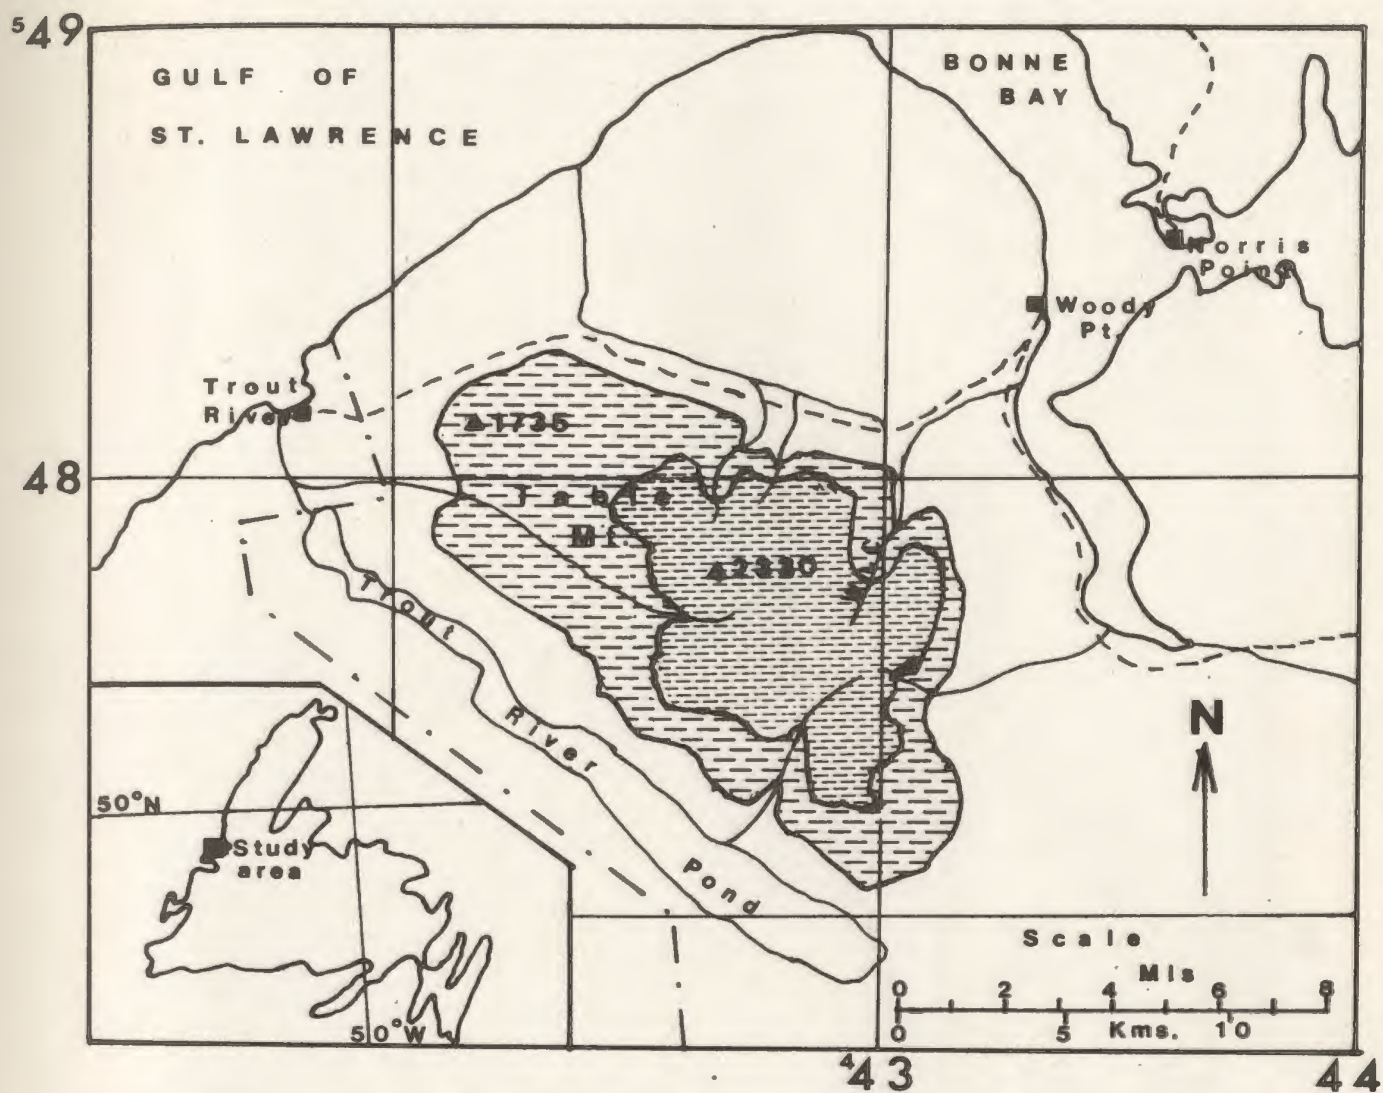 ⁵49
GULF OF
ST. LAWRENCE
BONNE
BAY
Norris
Point
Woody
Pt.
Trout
River
1735
48
Table
Mt.
2330
Trout River Pond
N
50°N
Study
area
50°W
Scale
Mls
0 2 4 6 8
0 5 Kms. 10
⁴43
44